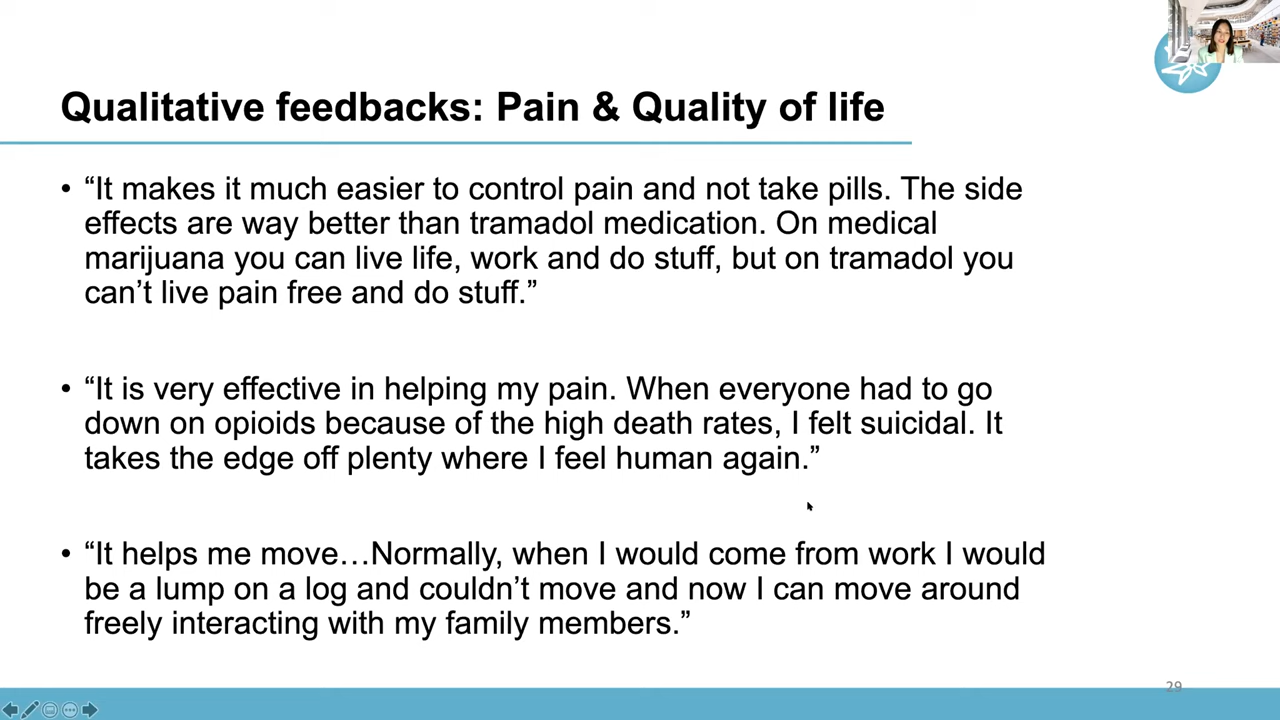 Qualitative feedbacks: Pain & Quality of life
• “It makes it much easier to control pain and not take pills. The side
effects are way better than tramadol medication. On medical
marijuana you can live life, work and do stuff, but on tramadol you
can’t live pain free and do stuff.”
• “It is very effective in helping my pain. When everyone had to go
down on opioids because of the high death rates, I felt suicidal. It
takes the edge off plenty where I feel human again.”
• “It helps me move…Normally, when I would come from work I would
be a lump on a log and couldn’t move and now I can move around
freely interacting with my family members.”
29